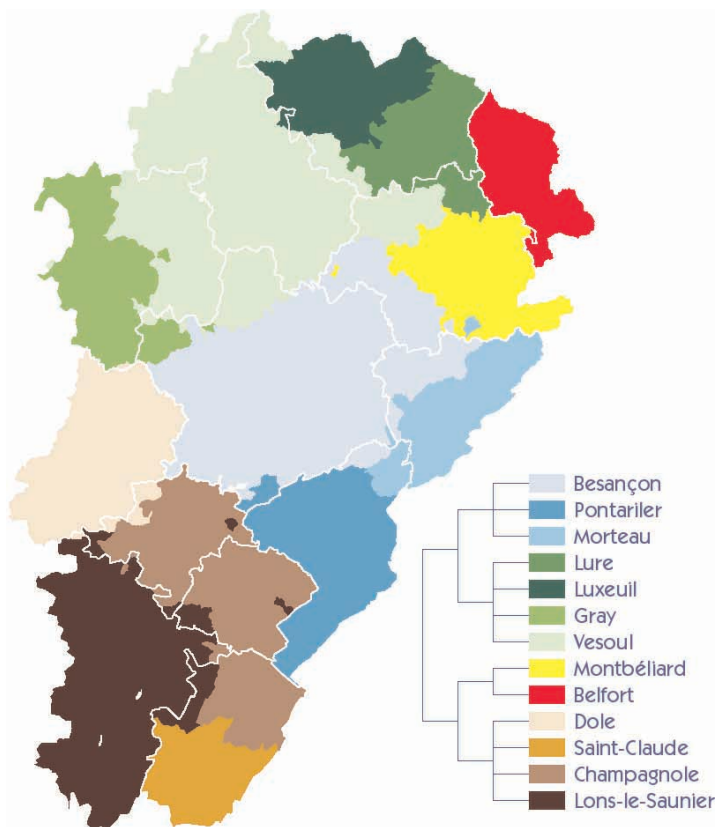 Besançon
Pontariler
Morteau
Lure
Luxeuil
Gray
Vesoul
Montbéliard
Belfort
Dole
Saint-Claude
Champagnole
Lons-le-Saunier